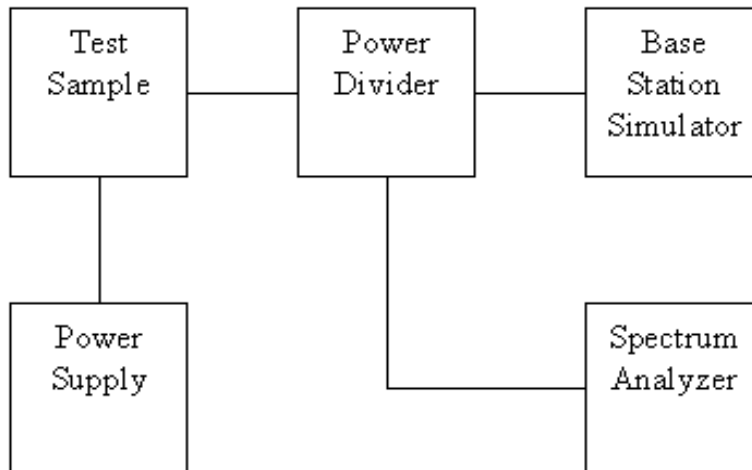 Test
Sample
Power
Divider
Base
Station
Simulator
Power
Supply
Spectrum
Analyzer